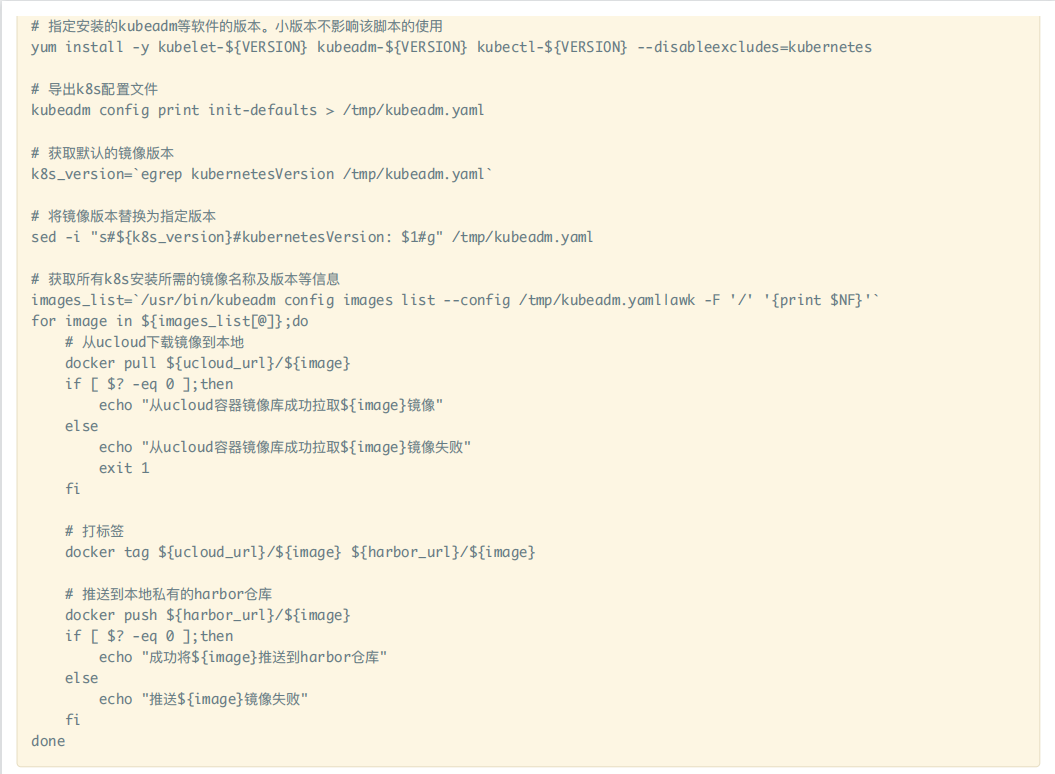 # 指定安装的kubeadm等软件的版本。小版本不影响该脚本的使用
yum install -y kubelet-${VERSION} kubeadm-${VERSION} kubectl-${VERSION} --disableexcludes=kubernetes
# 导出k8s配置文件
kubeadm config print init-defaults > /tmp/kubeadm.yaml
# 获取默认的镜像版本
k8s_version=`egrep kubernetesVersion /tmp/kubeadm.yaml`
# 将镜像版本替换为指定版本
sed -i "s#${k8s_version}#kubernetesVersion: $1#g" /tmp/kubeadm.yaml
# 获取所有k8s安装所需的镜像名称及版本等信息
images_list=`/usr/bin/kubeadm config images list --config /tmp/kubeadm.yaml|awk -F '/' '{print $NF}'`
for image in ${images_list[@]};do
    # 从ucloud下载镜像到本地
    docker pull ${ucloud_url}/${image}
    if [ $? -eq 0 ];then
        echo "从ucloud容器镜像库成功拉取${image}镜像"
    else
        echo "从ucloud容器镜像库成功拉取${image}镜像失败"
        exit 1
    fi
    # 打标签
    docker tag ${ucloud_url}/${image} ${harbor_url}/${image}
    # 推送到本地私有的harbor仓库
    docker push ${harbor_url}/${image}
    if [ $? -eq 0 ];then
        echo "成功将${image}推送到harbor仓库"
    else
        echo "推送${image}镜像失败"
    fi
done